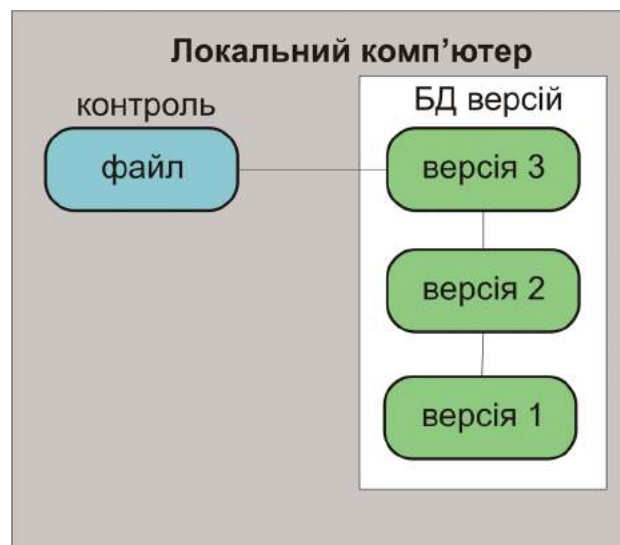 Локальний комп’ютер
контроль
БД версій
файл
версія 3
версія 2
версія 1